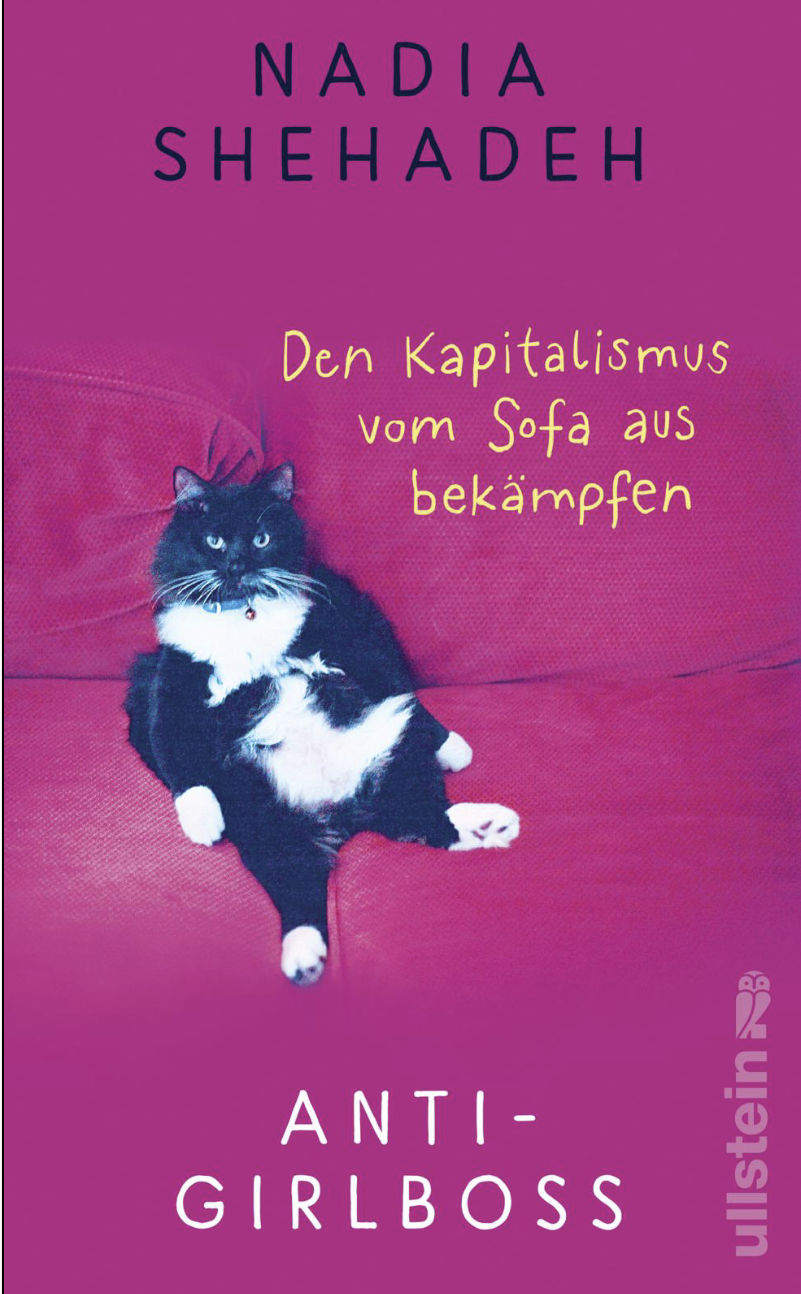 NADIA
SHEHADEH
Den Kapitalismus
vom Sofa aus
bekämpfen
ANTI-
GIRLBOSS
ullstein